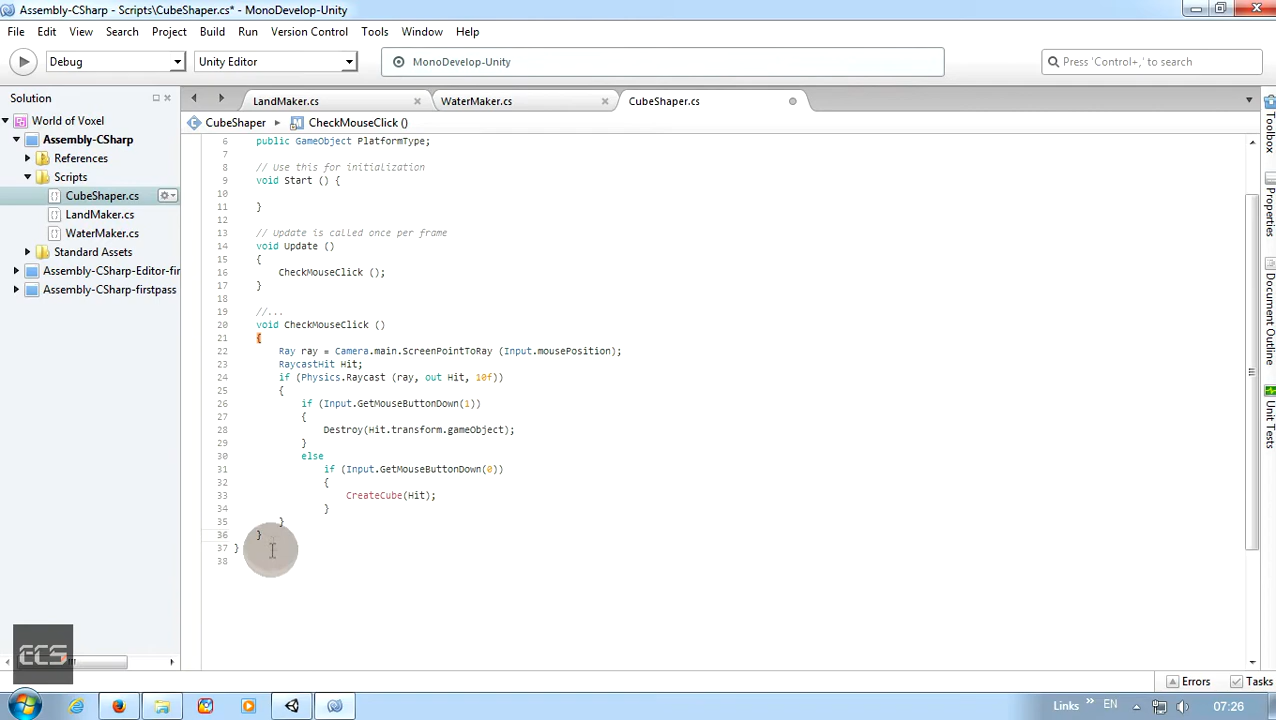 Assembly-CSharp - Scripts\CubeShaper.cs* - MonoDevelop-Unity
File Edit View Search Project Build Run Version Control Tools Window Help
Debug Unity Editor MonoDevelop-Unity Press 'Control+,' to search
Solution LandMaker.cs WaterMaker.cs CubeShaper.cs
World of Voxel CubeShaper CheckMouseClick ()
Assembly-CSharp
References
Scripts
CubeShaper.cs
LandMaker.cs
WaterMaker.cs
Standard Assets
Assembly-CSharp-Editor-fir
Assembly-CSharp-firstpass
6 public GameObject PlatformType;
7
8 // Use this for initialization
9 void Start () {
10
11 }
12
13 // Update is called once per frame
14 void Update ()
15 {
16 CheckMouseClick ();
17 }
18
19 //...
20 void CheckMouseClick ()
21 {
22 Ray ray = Camera.main.ScreenPointToRay (Input.mousePosition);
23 RaycastHit Hit;
24 if (Physics.Raycast (ray, out Hit, 10f))
25 {
26 if (Input.GetMouseButtonDown(1))
27 {
28 Destroy(Hit.transform.gameObject);
29 }
30 else
31 if (Input.GetMouseButtonDown(0))
32 {
33 CreateCube(Hit);
34 }
35 }
36 }
37 }
38
Toolbox
Properties
Document Outline
Unit Tests
ECS
Errors Tasks
Links EN 07:26